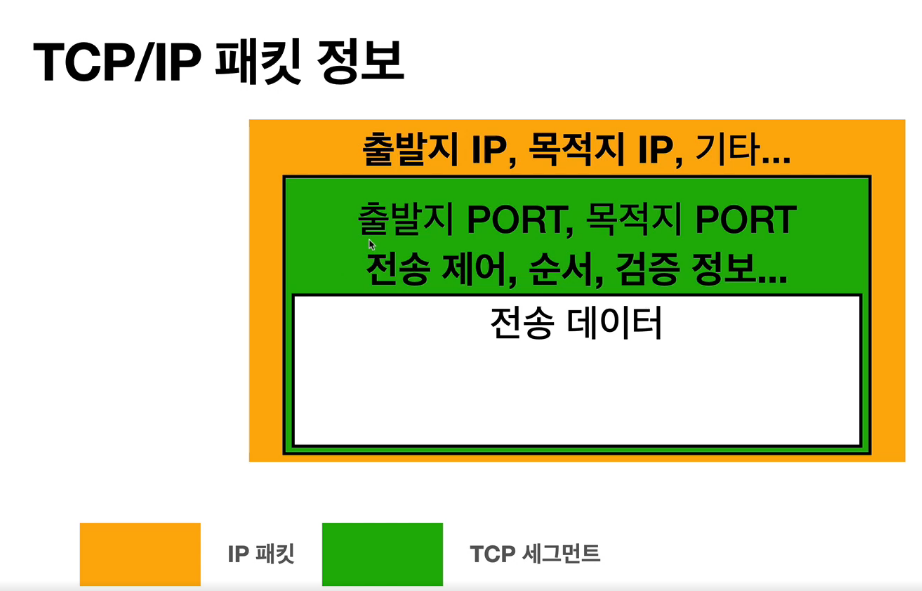 TCP/IP 패킷 정보
출발지 IP, 목적지 IP, 기타...
출발지 PORT, 목적지 PORT
전송 제어, 순서, 검증 정보...
전송 데이터
IP 패킷
TCP 세그먼트